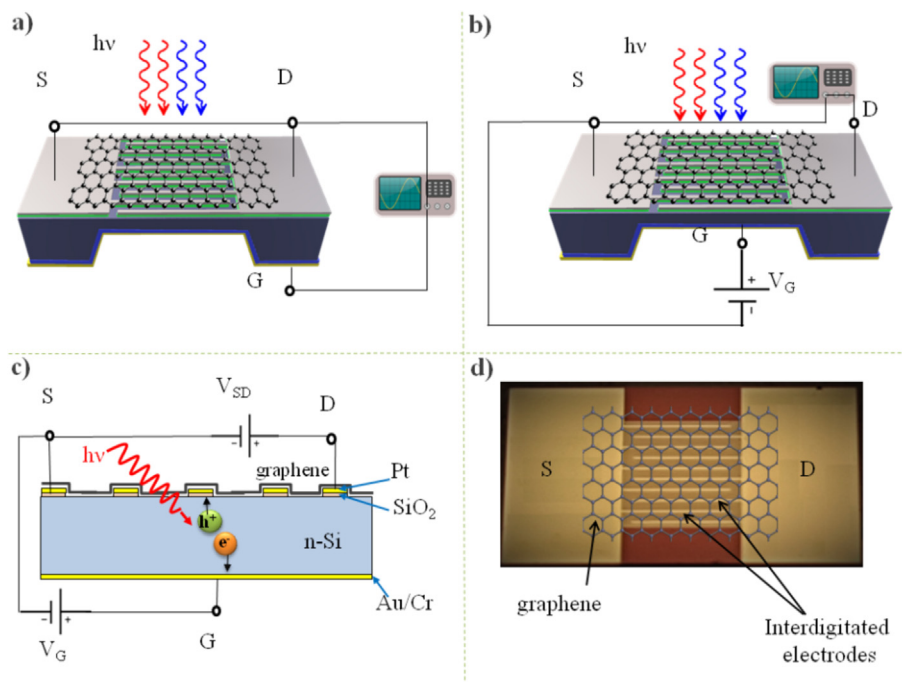 a)
hν
S
D
G
b)
hν
S
D
G
+
V_G
-
c)
V_SD
S
D
- +
hν
graphene
Pt
SiO₂
h⁺
e⁻
n-Si
Au/Cr
- +
G
V_G
d)
S
D
graphene
Interdigitated
electrodes